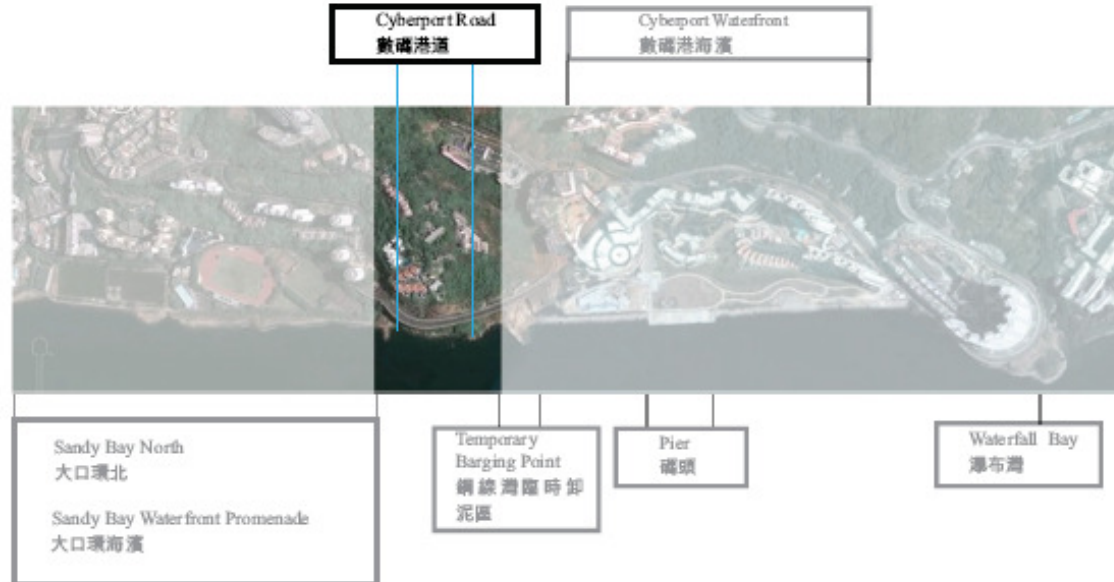 Cyberport Road
數碼港道
Cyberport Waterfront
數碼港海濱
Sandy Bay North
大口環北
Sandy Bay Waterfront Promenade
大口環海濱
Temporary
Barging Point
鋼線灣臨時卸
泥區
Pier
碼頭
Waterfall Bay
瀑布灣